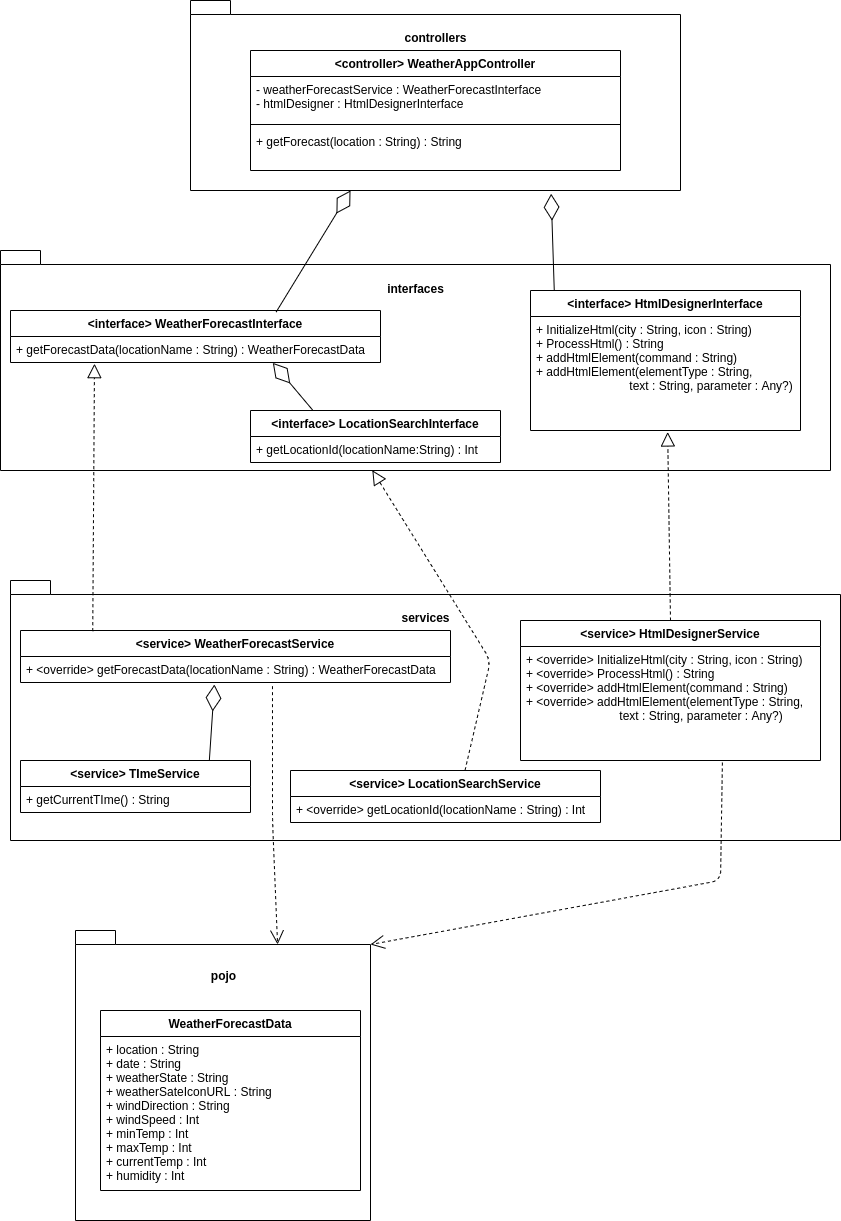 controllers
<controller> WeatherAppController
- weatherForecastService : WeatherForecastInterface
- htmlDesigner : HtmlDesignerInterface
+ getForecast(location : String) : String
interfaces
<interface> WeatherForecastInterface
+ getForecastData(locationName : String) : WeatherForecastData
<interface> HtmlDesignerInterface
+ InitializeHtml(city : String, icon : String)
+ ProcessHtml() : String
+ addHtmlElement(command : String)
+ addHtmlElement(elementType : String,
text : String, parameter : Any?)
<interface> LocationSearchInterface
+ getLocationId(locationName:String) : Int
services
<service> WeatherForecastService
+ <override> getForecastData(locationName : String) : WeatherForecastData
<service> HtmlDesignerService
+ <override> InitializeHtml(city : String, icon : String)
+ <override> ProcessHtml() : String
+ <override> addHtmlElement(command : String)
+ <override> addHtmlElement(elementType : String,
text : String, parameter : Any?)
<service> TImeService
+ getCurrentTIme() : String
<service> LocationSearchService
+ <override> getLocationId(locationName : String) : Int
pojo
WeatherForecastData
+ location : String
+ date : String
+ weatherState : String
+ weatherSateIconURL : String
+ windDirection : String
+ windSpeed : Int
+ minTemp : Int
+ maxTemp : Int
+ currentTemp : Int
+ humidity : Int